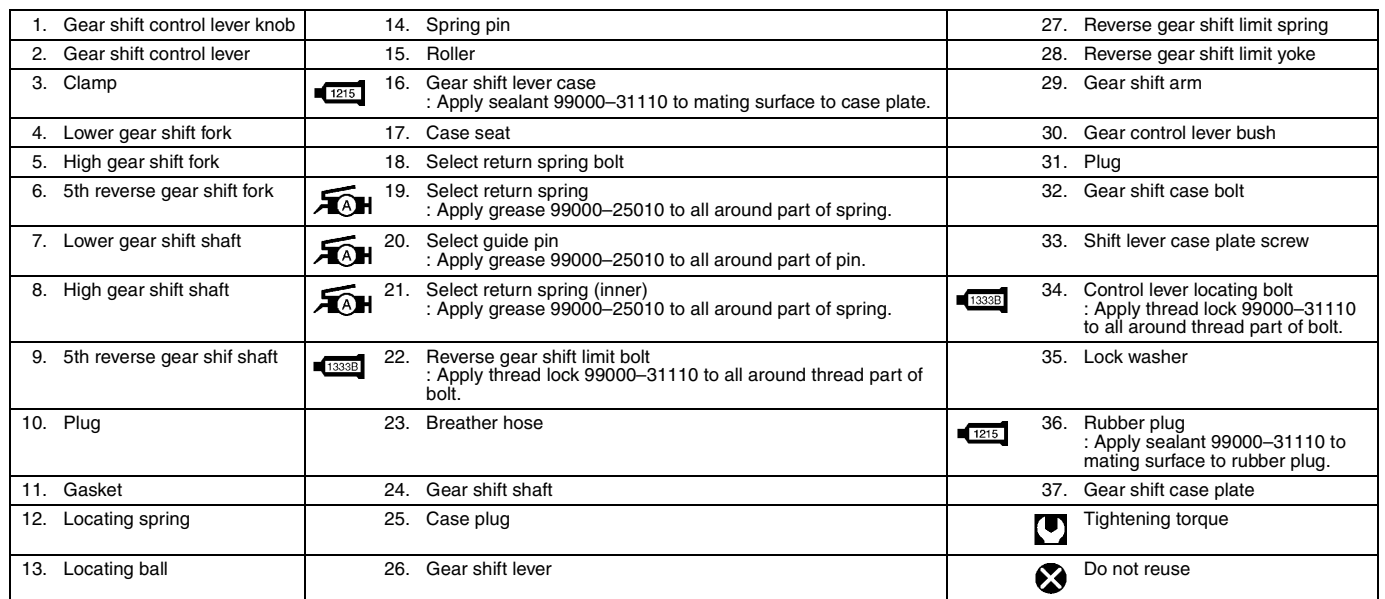 1. Gear shift control lever knob
14. Spring pin
27. Reverse gear shift limit spring
2. Gear shift control lever
15. Roller
28. Reverse gear shift limit yoke
3. Clamp
1215
16. Gear shift lever case
: Apply sealant 99000–31110 to mating surface to case plate.
29. Gear shift arm
4. Lower gear shift fork
17. Case seat
30. Gear control lever bush
5. High gear shift fork
18. Select return spring bolt
31. Plug
6. 5th reverse gear shift fork
A
19. Select return spring
: Apply grease 99000–25010 to all around part of spring.
32. Gear shift case bolt
7. Lower gear shift shaft
A
20. Select guide pin
: Apply grease 99000–25010 to all around part of pin.
33. Shift lever case plate screw
8. High gear shift shaft
A
21. Select return spring (inner)
: Apply grease 99000–25010 to all around part of spring.
1333B
34. Control lever locating bolt
: Apply thread lock 99000–31110
to all around thread part of bolt.
9. 5th reverse gear shif shaft
1333B
22. Reverse gear shift limit bolt
: Apply thread lock 99000–31110 to all around thread part of
bolt.
35. Lock washer
10. Plug
23. Breather hose
1215
36. Rubber plug
: Apply sealant 99000–31110 to
mating surface to rubber plug.
11. Gasket
24. Gear shift shaft
37. Gear shift case plate
12. Locating spring
25. Case plug
Tightening torque
13. Locating ball
26. Gear shift lever
Do not reuse